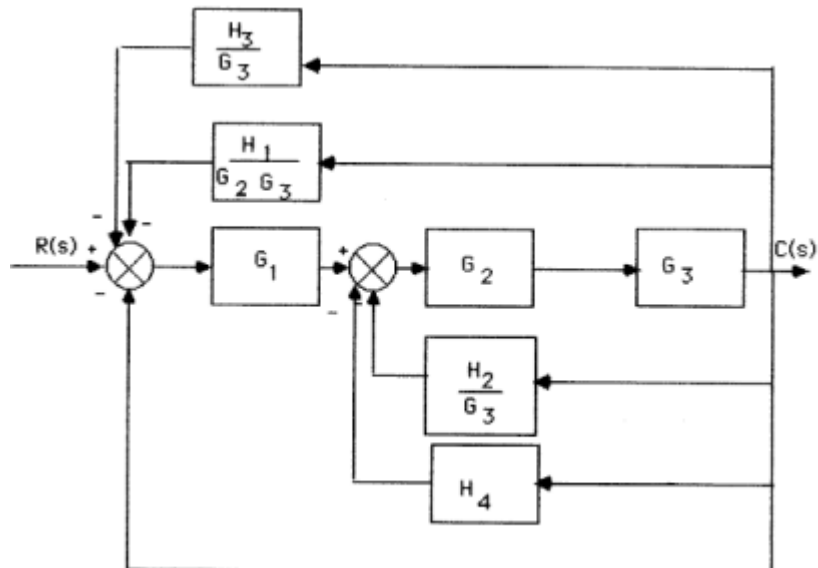 H3
G3
H1
G2 G3
- -
R(s) + G1 + G2 G3 C(s)
-
- -
H2
G3
H4